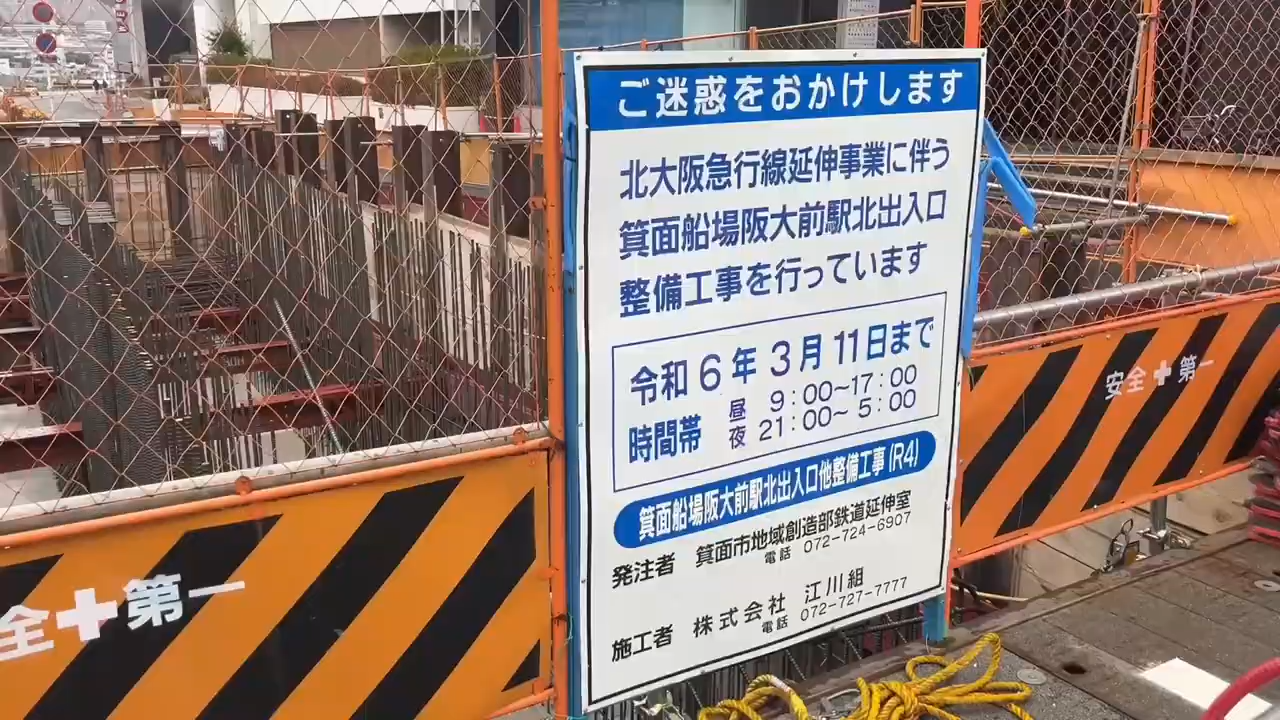 ご迷惑をおかけします
北大阪急行線延伸事業に伴う
箕面船場阪大前駅北出入口
整備工事を行っています
令和6年3月11日まで
時間帯 昼 9:00~17:00
夜 21:00~5:00
箕面船場阪大前駅北出入口他整備工事(R4)
発注者 箕面市地域創造部鉄道延伸室
電話 072-724-6907
施工者 株式会社 江川組
電話 072-727-7777
全+第一
安全+第一